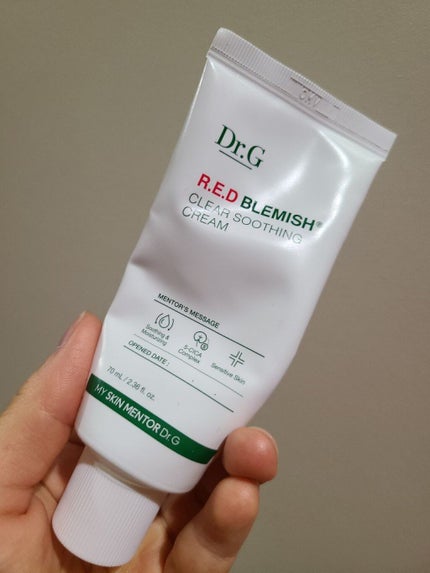 Dr.G
R.E.D BLEMISH®
CLEAR SOOTHING
CREAM
MENTOR'S MESSAGE
Soothing &
Moisturizing
5-CICA
Complex
Sensitive Skin
OPENED DATE : . .
70 mL / 2.36 fl. oz.
MY SKIN MENTOR Dr.G